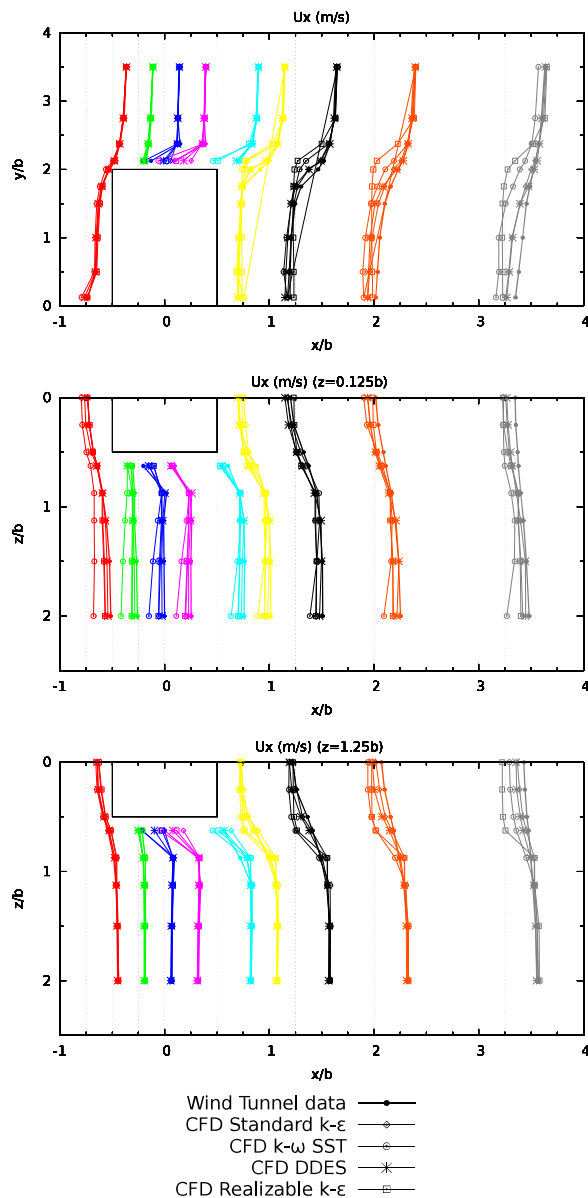 Ux (m/s)
4
3
2
1
0
y/b
-1 0 1 2 3 4
x/b
Ux (m/s) (z=0.125b)
0
1
2
z/b
-1 0 1 2 3 4
x/b
Ux (m/s) (z=1.25b)
0
1
2
z/b
-1 0 1 2 3 4
x/b
Wind Tunnel data
CFD Standard k-ε
CFD k-ω SST
CFD DDES
CFD Realizable k-ε